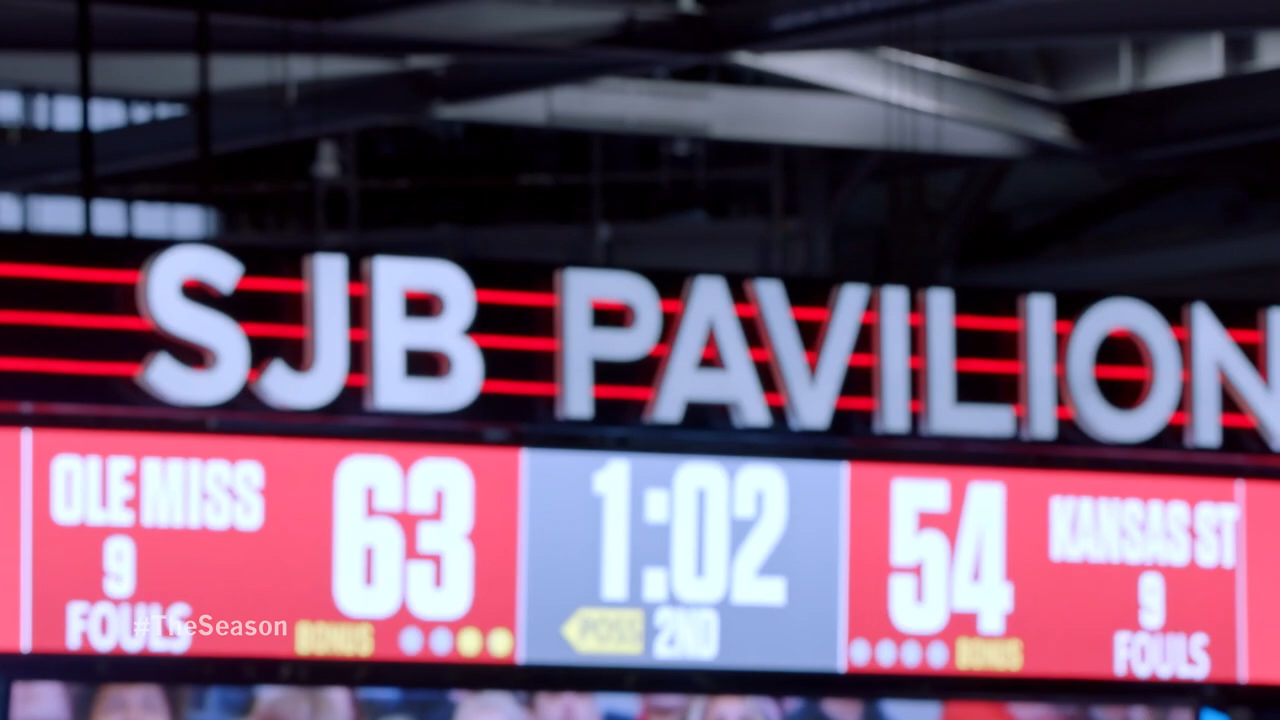 SJB PAVILION
OLE MISS 63 1:02 54 KANSAS ST
9 9
FOULS BONUS POSS 2ND BONUS FOULS
#TheSeason